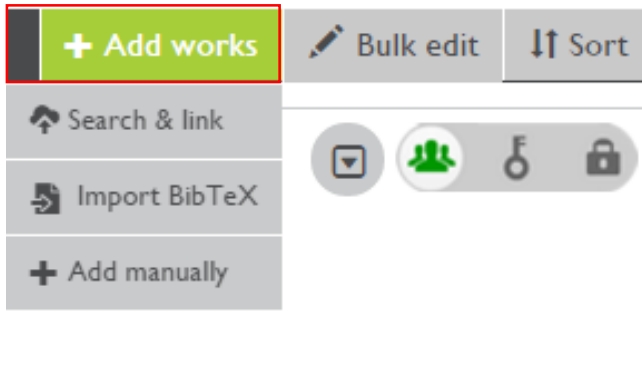 Add works Bulk edit Sort
Search & link
Import BibTeX
Add manually